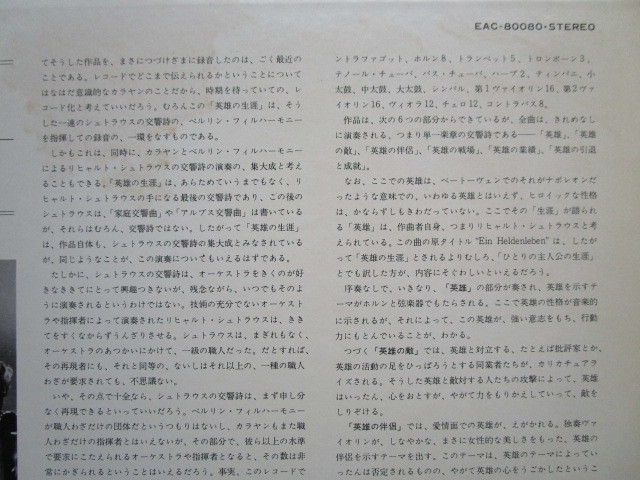 EAC-80080・STEREO
てそうした作品を、まさにつづけざまに録音したのは、ごく最近の
ことである。レコードでどこまで伝えられるかということについて
はなはだ意識的なカラヤンのことだから、時期を待っていての、レ
コード化と考えていいだろう。むろんこの「英雄の生涯」は、そう
した一連のシュトラウスの交響詩の、ベルリン・フィルハーモニー
を指揮しての録音の、一環をなすものである。
しかもこれは、同時に、カラヤンとベルリン・フィルハーモニー
によるリヒャルト・シュトラウスの交響詩の演奏の、集大成と考え
ることもできる。「英雄の生涯」は、あらためていうまでもなく、リ
ヒャルト・シュトラウスの手になる最後の交響詩であり、この後の
シュトラウスは、「家庭交響曲」や「アルプス交響曲」は書いている
が、それらはむろん、交響詩ではない。したがって「英雄の生涯」
は、作品自体も、シュトラウスの交響詩の集大成とみなされている
が、同じようなことが、この演奏についてもいえるはずである。
たしかに、シュトラウスの交響詩は、オーケストラをきくのが好
きなききてにとって興趣つきないが、残念ながら、いつでもそのよ
うに演奏されるというわけではない。技術の充分でないオーケスト
ラや指揮者によって演奏されたリヒャルト・シュトラウスは、きき
てをすくなからずうんざりさせる。シュトラウスは、まぎれもなく、
オーケストラのあつかいにかけて、一級の職人だった。だとすれば、
その再現者にも、それと同等の、ないしはそれ以上の、一種の職人
わざが要求されても、不思議ない。
いや、その点で十全なら、シュトラウスの交響詩は、まず申し分
なく再現できるといっていいだろう。ベルリン・フィルハーモニー
が職人わざだけの団体だというつもりはないし、カラヤンもまた職
人わざだけの指揮者とはいえないが、その部分で、彼ら以上の水準
で要求にこたえられるオーケストラや指揮者となると、その数は非
常にかぎられるということはいえるだろう。事実、このレコードで
ントラファゴット、ホルン8、トランペット5、トロンボーン3、
テノール・チューバ、バス・チューバ、ハープ2、ティンパニ、小
太鼓、中太鼓、大太鼓、シンバル、第1ヴァイオリン16、第2ヴァ
イオリン16、ヴィオラ12、チェロ12、コントラバス8。
作品は、次の6つの部分からできているが、全曲は、きれめなし
に演奏される、つまり単一楽章の交響詩である――「英雄」、「英雄
の敵」、「英雄の伴侶」、「英雄の戦場」、「英雄の業績」、「英雄の引退
と成就」。
なお、ここでの英雄は、ベートーヴェンでのそれがナポレオンだ
ったような意味での、いわゆる英雄とはいえず、ヒロイックな性格
は、かならずしもきわだっていない。ここでその「生涯」が語られ
る「英雄」は、作曲者自身、つまりリヒャルト・シュトラウスと考
えられている。この曲の原タイトル“Ein Heldenleben”は、したが
って「英雄の生涯」とされるよりむしろ、「ひとりの主人公の生涯」
とでも訳した方が、内容にそぐわしいといえるだろう。
序奏なしで、いきなり、「英雄」の部分が奏され、英雄を示すテー
マがホルンと弦楽器でもたらされる。ここで英雄の性格が音楽的
に示されるが、それによって、この英雄が、強い意志をもち、行動
力にもとんでいることが、わかる。
つづく「英雄の敵」では、英雄と対立する、たとえば批評家とか、
英雄の活動の足をひっぱろうとする同業者たちが、カリカチュアラ
イズされる。そうした英雄と敵対する人たちの攻撃によって、英雄
はいったん、心をおとすが、やがて力をもりかえしていって、敵を
しりぞける。
「英雄の伴侶」では、愛情面での英雄が、えがかれる。独奏ヴァ
イオリンが、しなやかな、まさに女性的な美しさをもった、英雄の
伴侶を示すテーマを出す。このテーマは、英雄のテーマによってい
ったんは否定されるものの、やがて英雄の心をうごかしたというこ